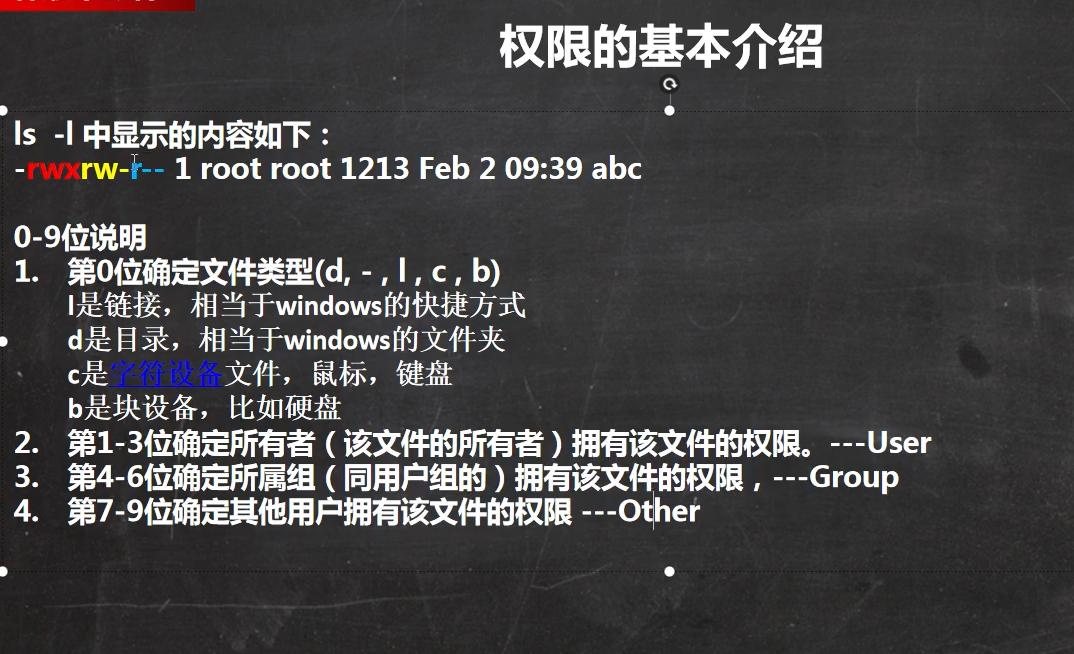 权限的基本介绍
ls -l 中显示的内容如下：
-rwxrw-r-- 1 root root 1213 Feb 2 09:39 abc
0-9位说明
1. 第0位确定文件类型(d, - , l , c , b)
l是链接，相当于windows的快捷方式
d是目录，相当于windows的文件夹
c是字符设备文件，鼠标，键盘
b是块设备，比如硬盘
2. 第1-3位确定所有者（该文件的所有者）拥有该文件的权限。---User
3. 第4-6位确定所属组（同用户组的）拥有该文件的权限，---Group
4. 第7-9位确定其他用户拥有该文件的权限 ---Other